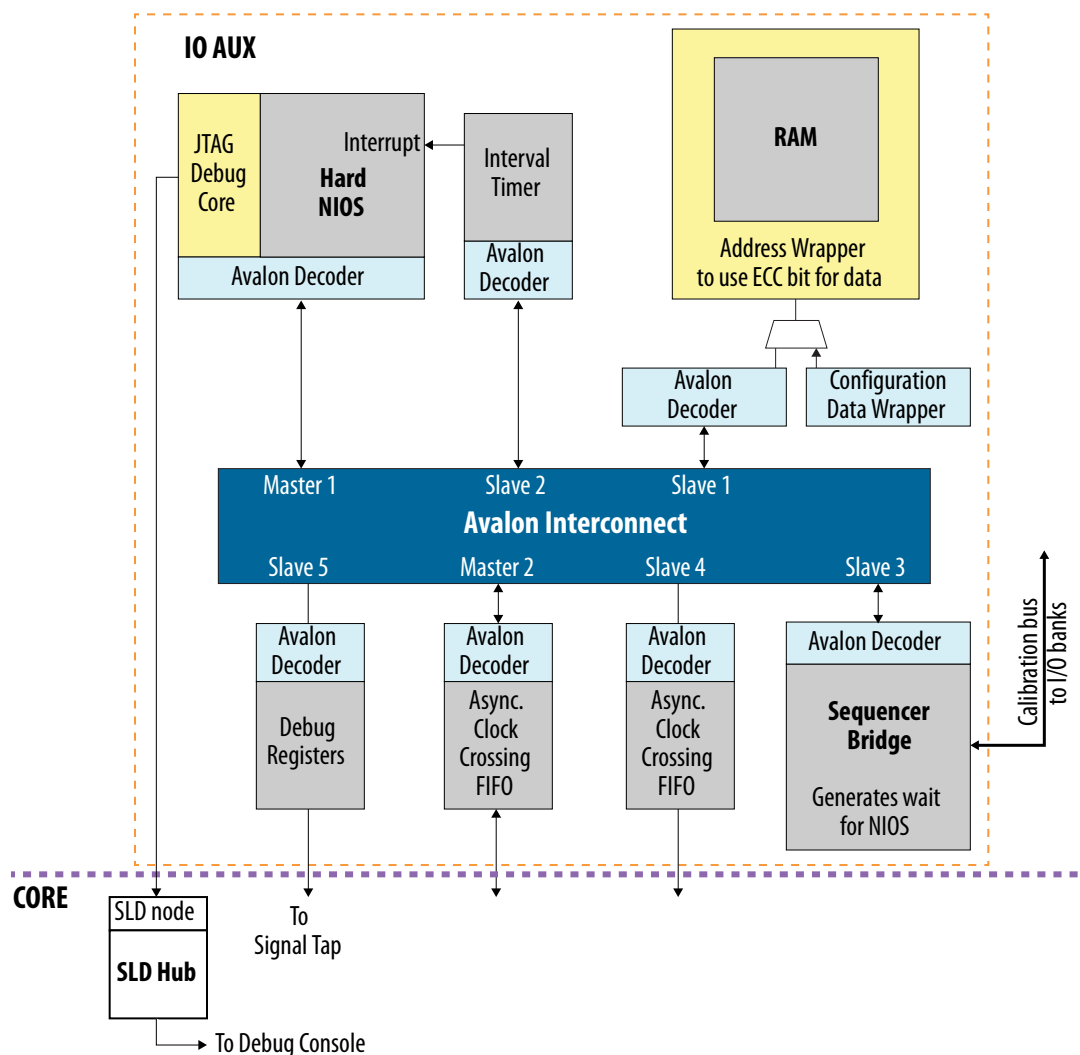 IO AUX
JTAG
Debug
Core
Interrupt
Hard
NIOS
Avalon Decoder
Interval
Timer
Avalon
Decoder
RAM
Address Wrapper
to use ECC bit for data
Avalon
Decoder
Configuration
Data Wrapper
Master 1
Slave 2
Slave 1
Avalon Interconnect
Slave 5
Master 2
Slave 4
Slave 3
Avalon
Decoder
Debug
Registers
Avalon
Decoder
Async.
Clock
Crossing
FIFO
Avalon
Decoder
Async.
Clock
Crossing
FIFO
Avalon Decoder
Sequencer
Bridge
Generates wait
for NIOS
Calibration bus
to I/O banks
CORE
SLD node
SLD Hub
To
Signal Tap
To Debug Console